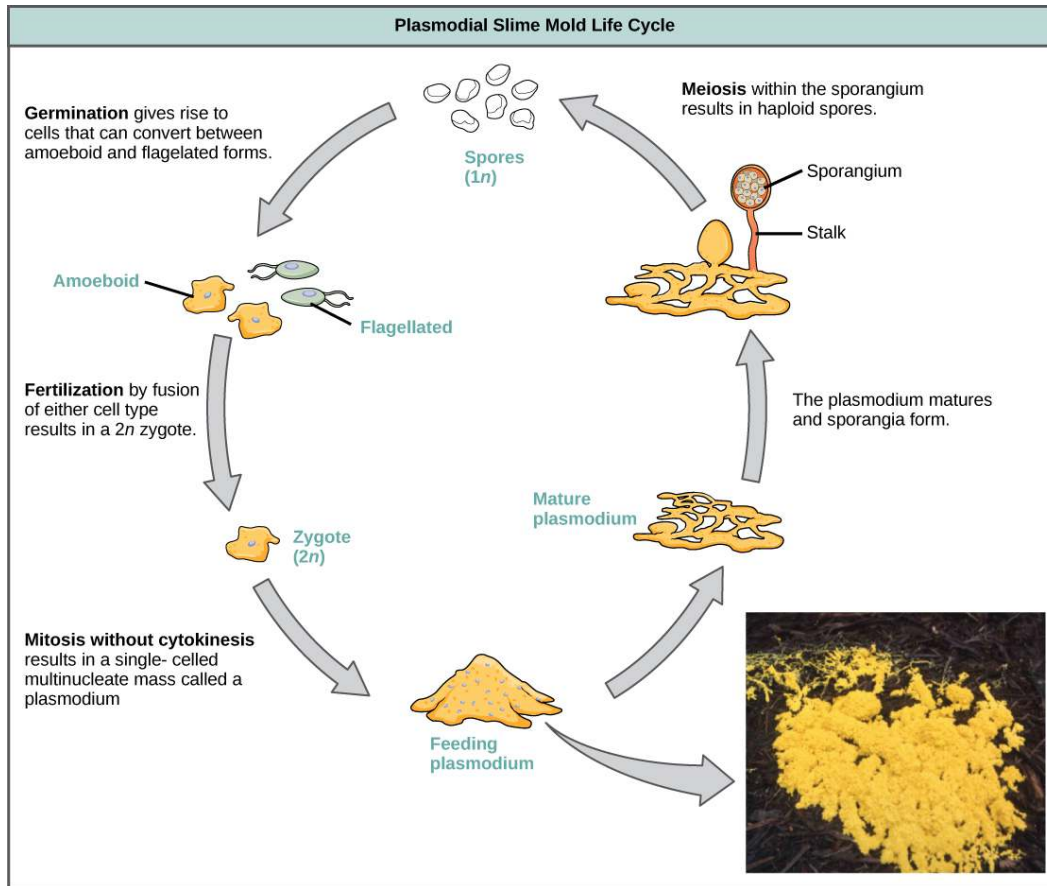 Plasmodial Slime Mold Life Cycle
Germination gives rise to
cells that can convert between
amoeboid and flagelated forms.
Spores
(1n)
Meiosis within the sporangium
results in haploid spores.
Sporangium
Stalk
Amoeboid
Flagellated
Fertilization by fusion
of either cell type
results in a 2n zygote.
The plasmodium matures
and sporangia form.
Mature
plasmodium
Zygote
(2n)
Mitosis without cytokinesis
results in a single- celled
multinucleate mass called a
plasmodium
Feeding
plasmodium